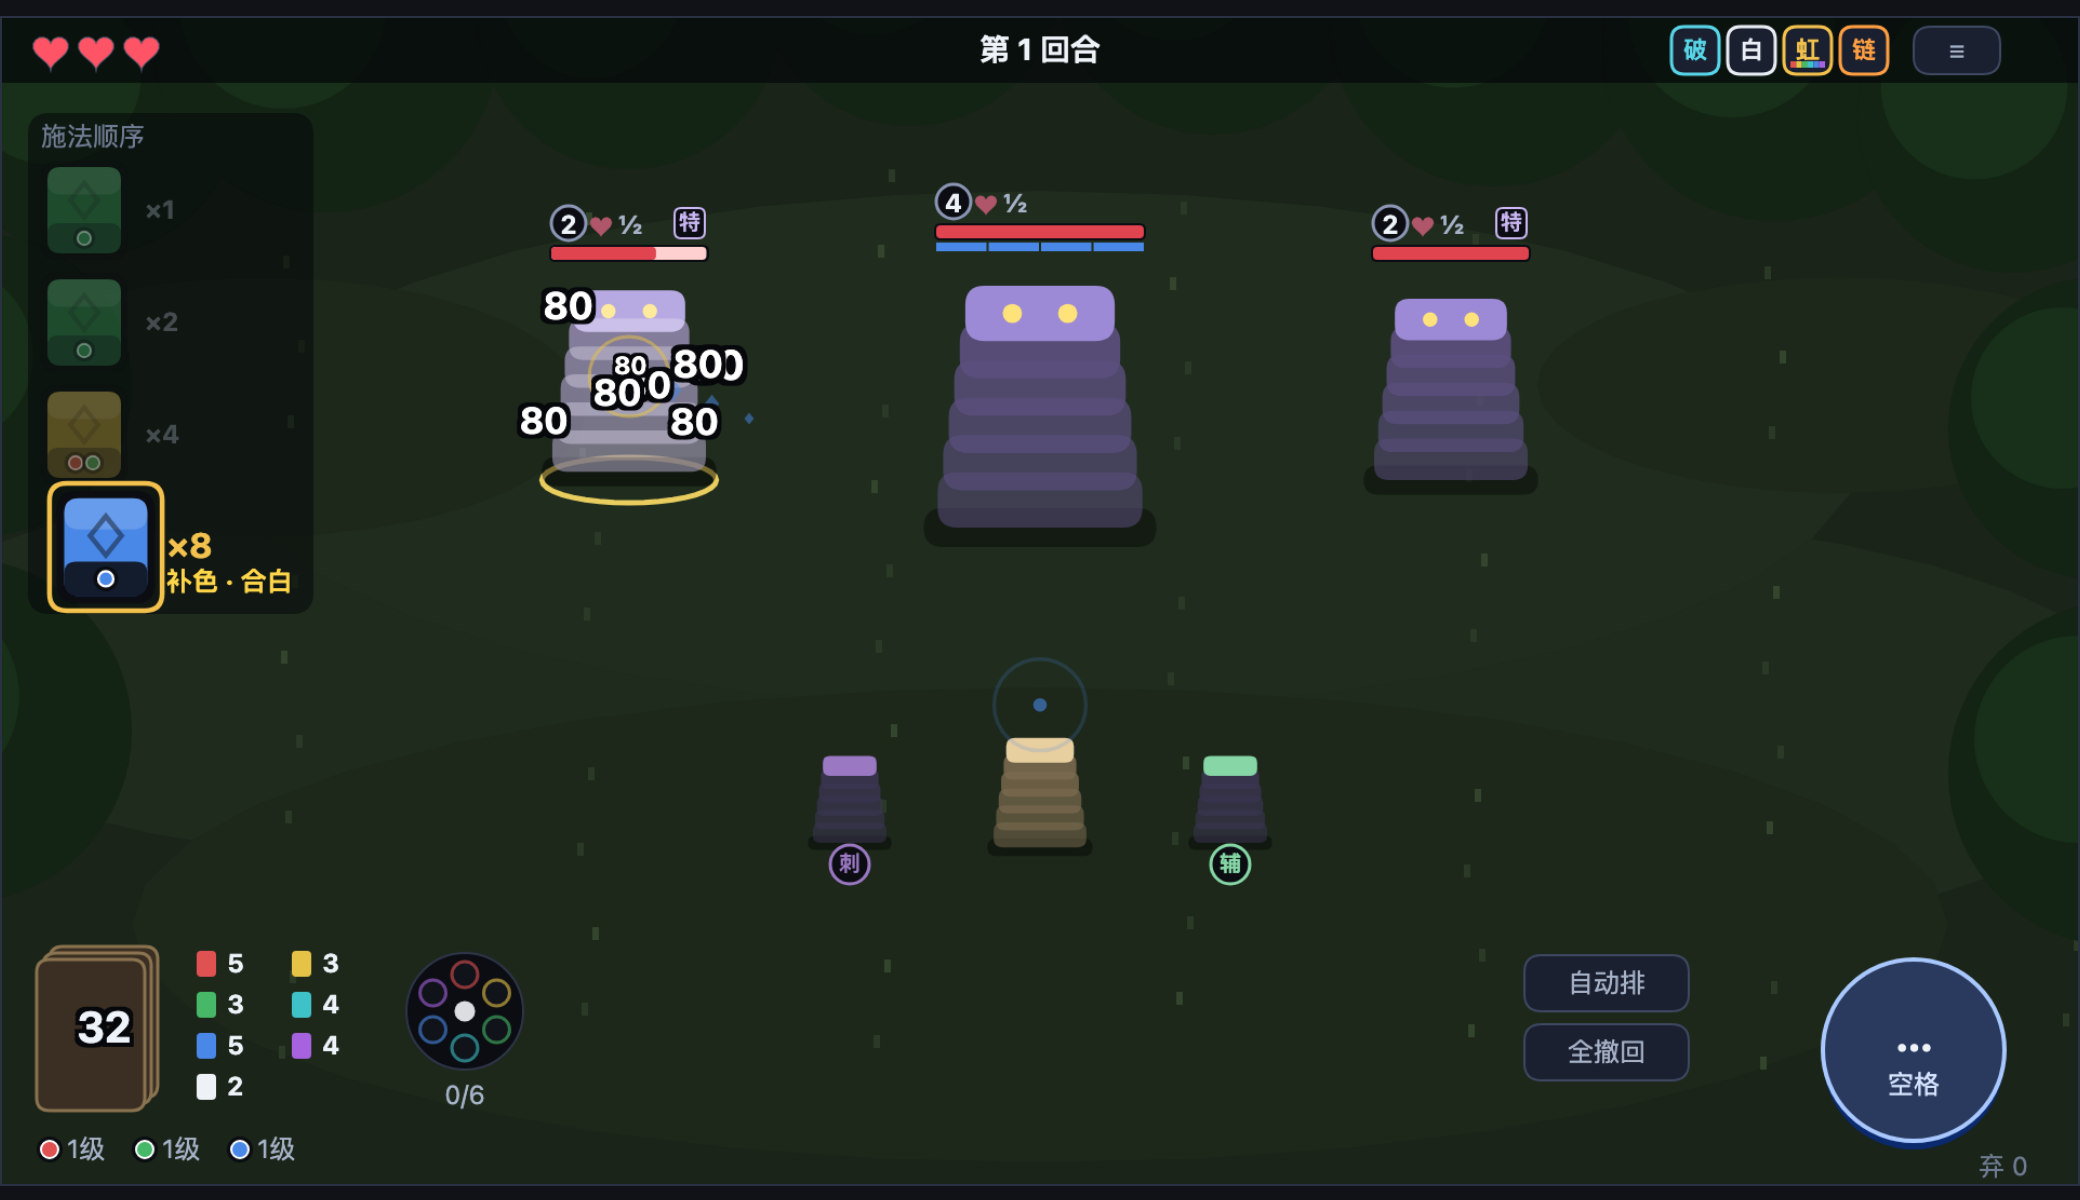 第 1 回合
破 白 虹 链 ≡
施法顺序
×1
×2
×4
×8
补色 · 合白
2 ½ 特
4 ½
2 ½ 特
80
80
800
80
0
80
80
刺
辅
32
5 3
3 4
5 4
2
0/6
1级 1级 1级
自动排
全撤回
•••
空格
弃 0